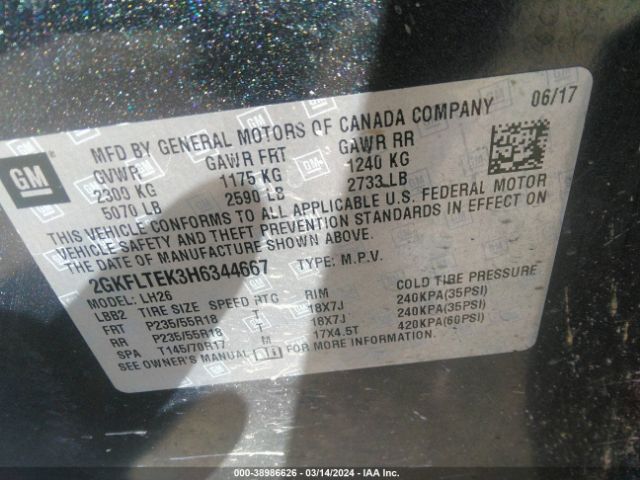 GM
MFD BY GENERAL MOTORS OF CANADA COMPANY 06/17
GVWR GAWR FRT GAWR RR
2300 KG 1175 KG 1240 KG
5070 LB 2590 LB 2733 LB
THIS VEHICLE CONFORMS TO ALL APPLICABLE U.S. FEDERAL MOTOR
VEHICLE SAFETY AND THEFT PREVENTION STANDARDS IN EFFECT ON
THE DATE OF MANUFACTURE SHOWN ABOVE.
2GKFLTEK3H6344667 TYPE: M.P.V.
MODEL: LH26
LBB2 TIRE SIZE SPEED RTG RIM COLD TIRE PRESSURE
FRT P235/55R18 T 18X7J 240KPA(35PSI)
RR P235/55R18 T 18X7J 240KPA(35PSI)
SPA T145/70R17 M 17X4.5T 420KPA(60PSI)
SEE OWNER'S MANUAL FOR MORE INFORMATION.
000-38986626 - 03/14/2024 - IAA Inc.